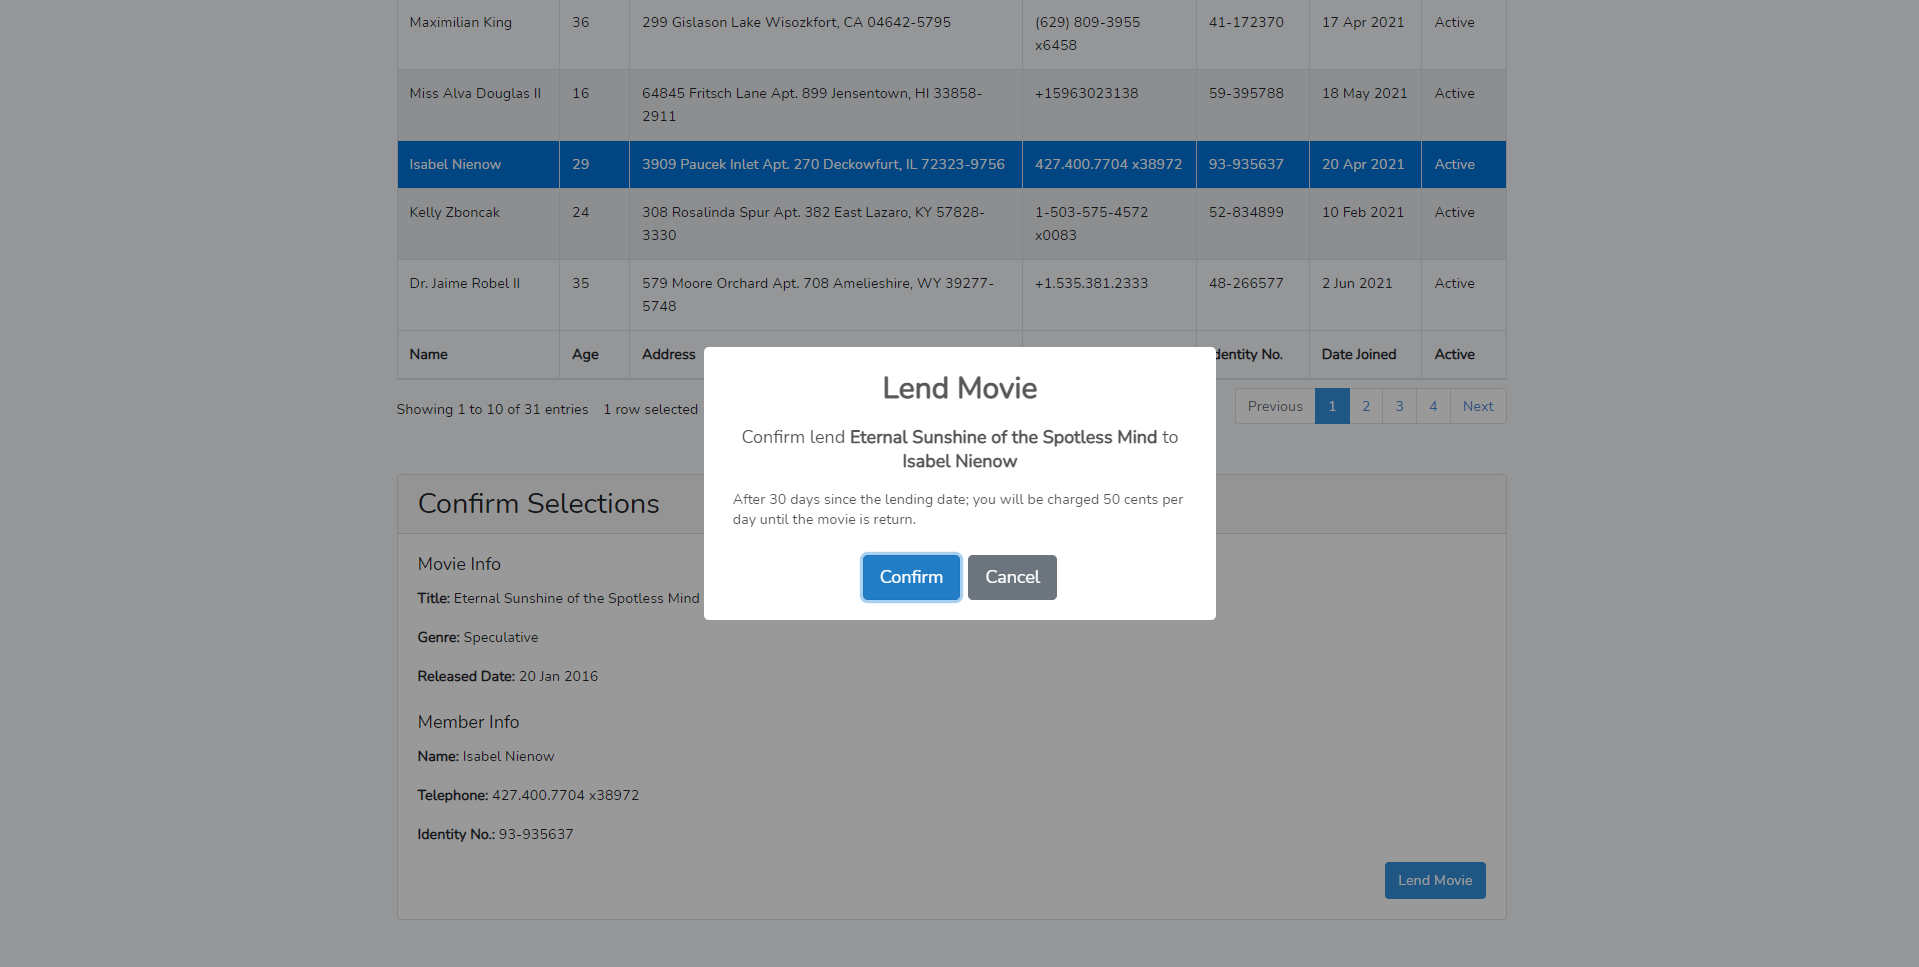 Maximilian King 36 299 Gislason Lake Wisozkfort, CA 04642-5795 (629) 809-3955 41-172370 17 Apr 2021 Active
x6458
Miss Alva Douglas II 16 64845 Fritsch Lane Apt. 899 Jensentown, HI 33858- +15963023138 59-395788 18 May 2021 Active
2911
Isabel Nienow 29 3909 Paucek Inlet Apt. 270 Deckowfurt, IL 72323-9756 427.400.7704 x38972 93-935637 20 Apr 2021 Active
Kelly Zboncak 24 308 Rosalinda Spur Apt. 382 East Lazaro, KY 57828- 1-503-575-4572 52-834899 10 Feb 2021 Active
3330 x0083
Dr. Jaime Robel II 35 579 Moore Orchard Apt. 708 Amelieshire, WY 39277- +1.535.381.2333 48-266577 2 Jun 2021 Active
5748
Name Age Address dentity No. Date Joined Active
Showing 1 to 10 of 31 entries 1 row selected Previous 1 2 3 4 Next
Lend Movie
Confirm lend Eternal Sunshine of the Spotless Mind to
Isabel Nienow
After 30 days since the lending date; you will be charged 50 cents per
day until the movie is return.
Confirm Cancel
Confirm Selections
Movie Info
Title: Eternal Sunshine of the Spotless Mind
Genre: Speculative
Released Date: 20 Jan 2016
Member Info
Name: Isabel Nienow
Telephone: 427.400.7704 x38972
Identity No.: 93-935637
Lend Movie